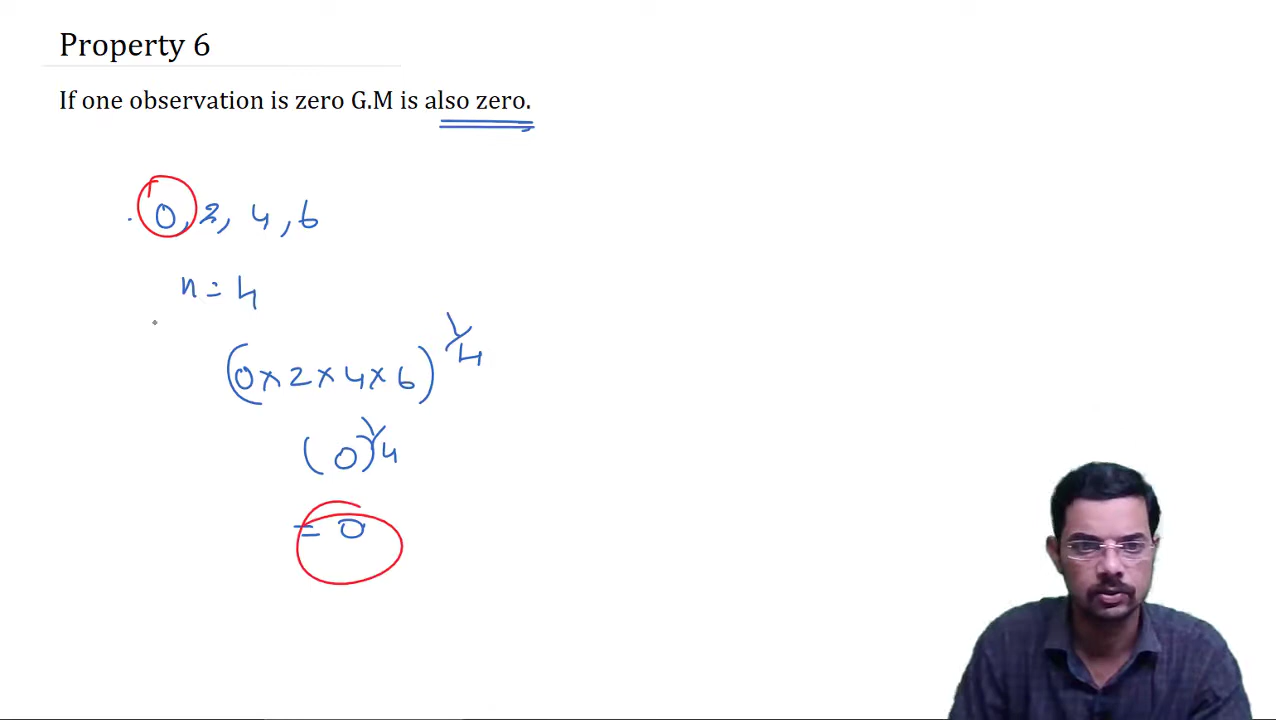 Property 6
If one observation is zero G.M is also zero.
0, 2, 4, 6
n = 4
(0×2×4×6)^1/4
(0)^1/4
= 0